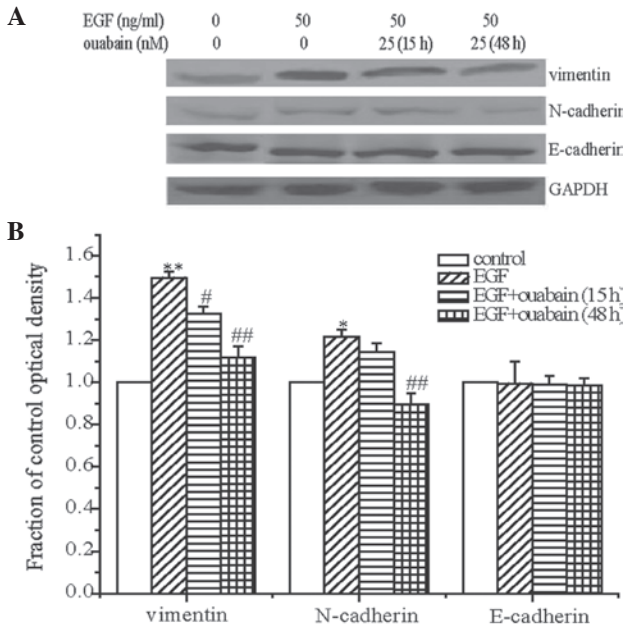 A
EGF (ng/ml) 0 50 50 50
ouabain (nM) 0 0 25 (15 h) 25 (48 h)
vimentin
N-cadherin
E-cadherin
GAPDH
B
Fraction of control optical density
1.6
1.4
1.2
1.0
0.8
0.6
0.4
0.2
0.0
control
EGF
EGF+ouabain (15 h)
EGF+ouabain (48 h)
** # ##
* ##
vimentin N-cadherin E-cadherin